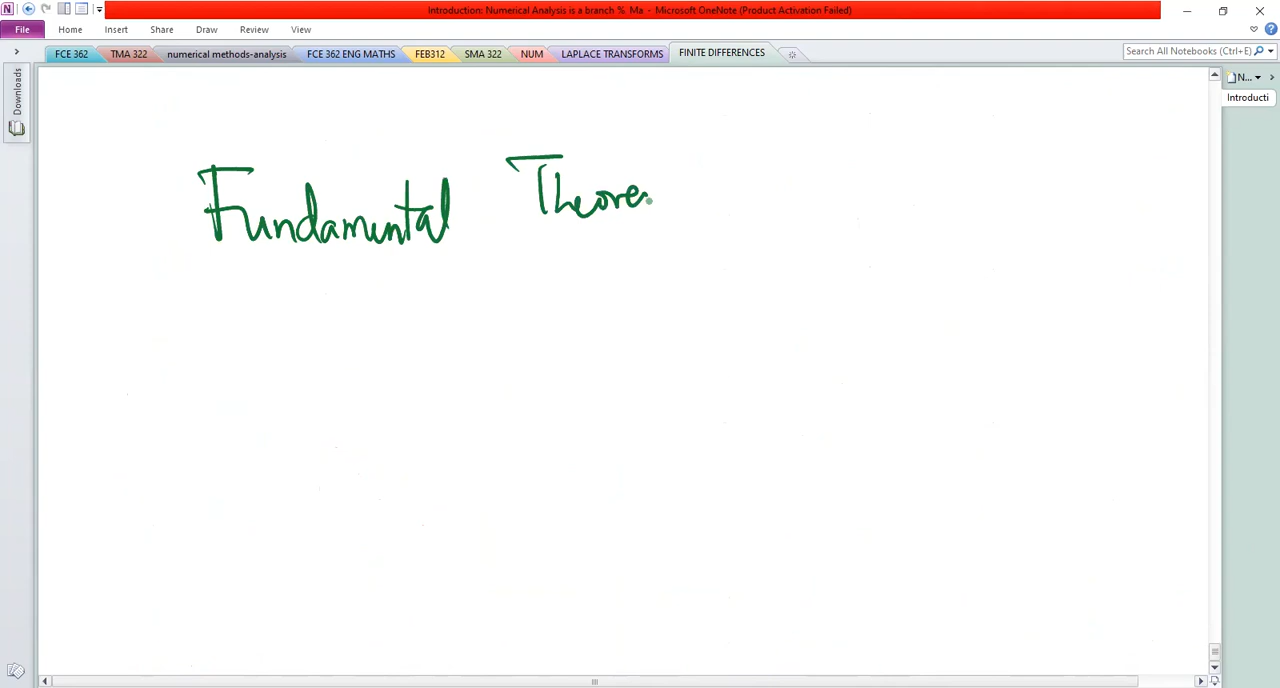 Introduction: Numerical Analysis is a branch %. Ma - Microsoft OneNote (Product Activation Failed)
File Home Insert Share Draw Review View
FCE 362 TMA 322 numerical methods-analysis FCE 362 ENG MATHS FEB312 SMA 322 NUM LAPLACE TRANSFORMS FINITE DIFFERENCES Search All Notebooks (Ctrl+E)
N...
Introducti
Downloads
Fundamental Theore